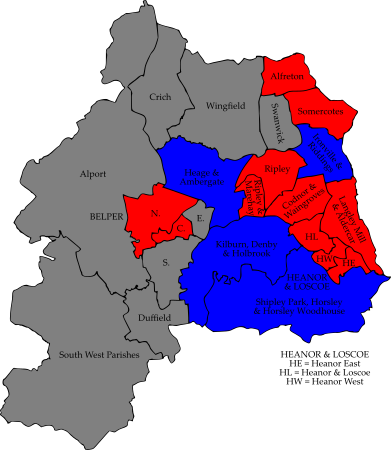 Alfreton
Crich
Wingfield
Somercotes
Swanwick
Ironville &
Riddings
Alport
Heage &
Ambergate
Ripley
Ripley &
Marehay
Codnor &
Waingroves
Langley Mill
& Aldercar
BELPER
N.
E.
C.
S.
HL
HW
HE
Kilburn, Denby
& Holbrook
HEANOR
& LOSCOE
Shipley Park, Horsley
& Horsley Woodhouse
Duffield
South West Parishes
HEANOR & LOSCOE
HE = Heanor East
HL = Heanor & Loscoe
HW = Heanor West